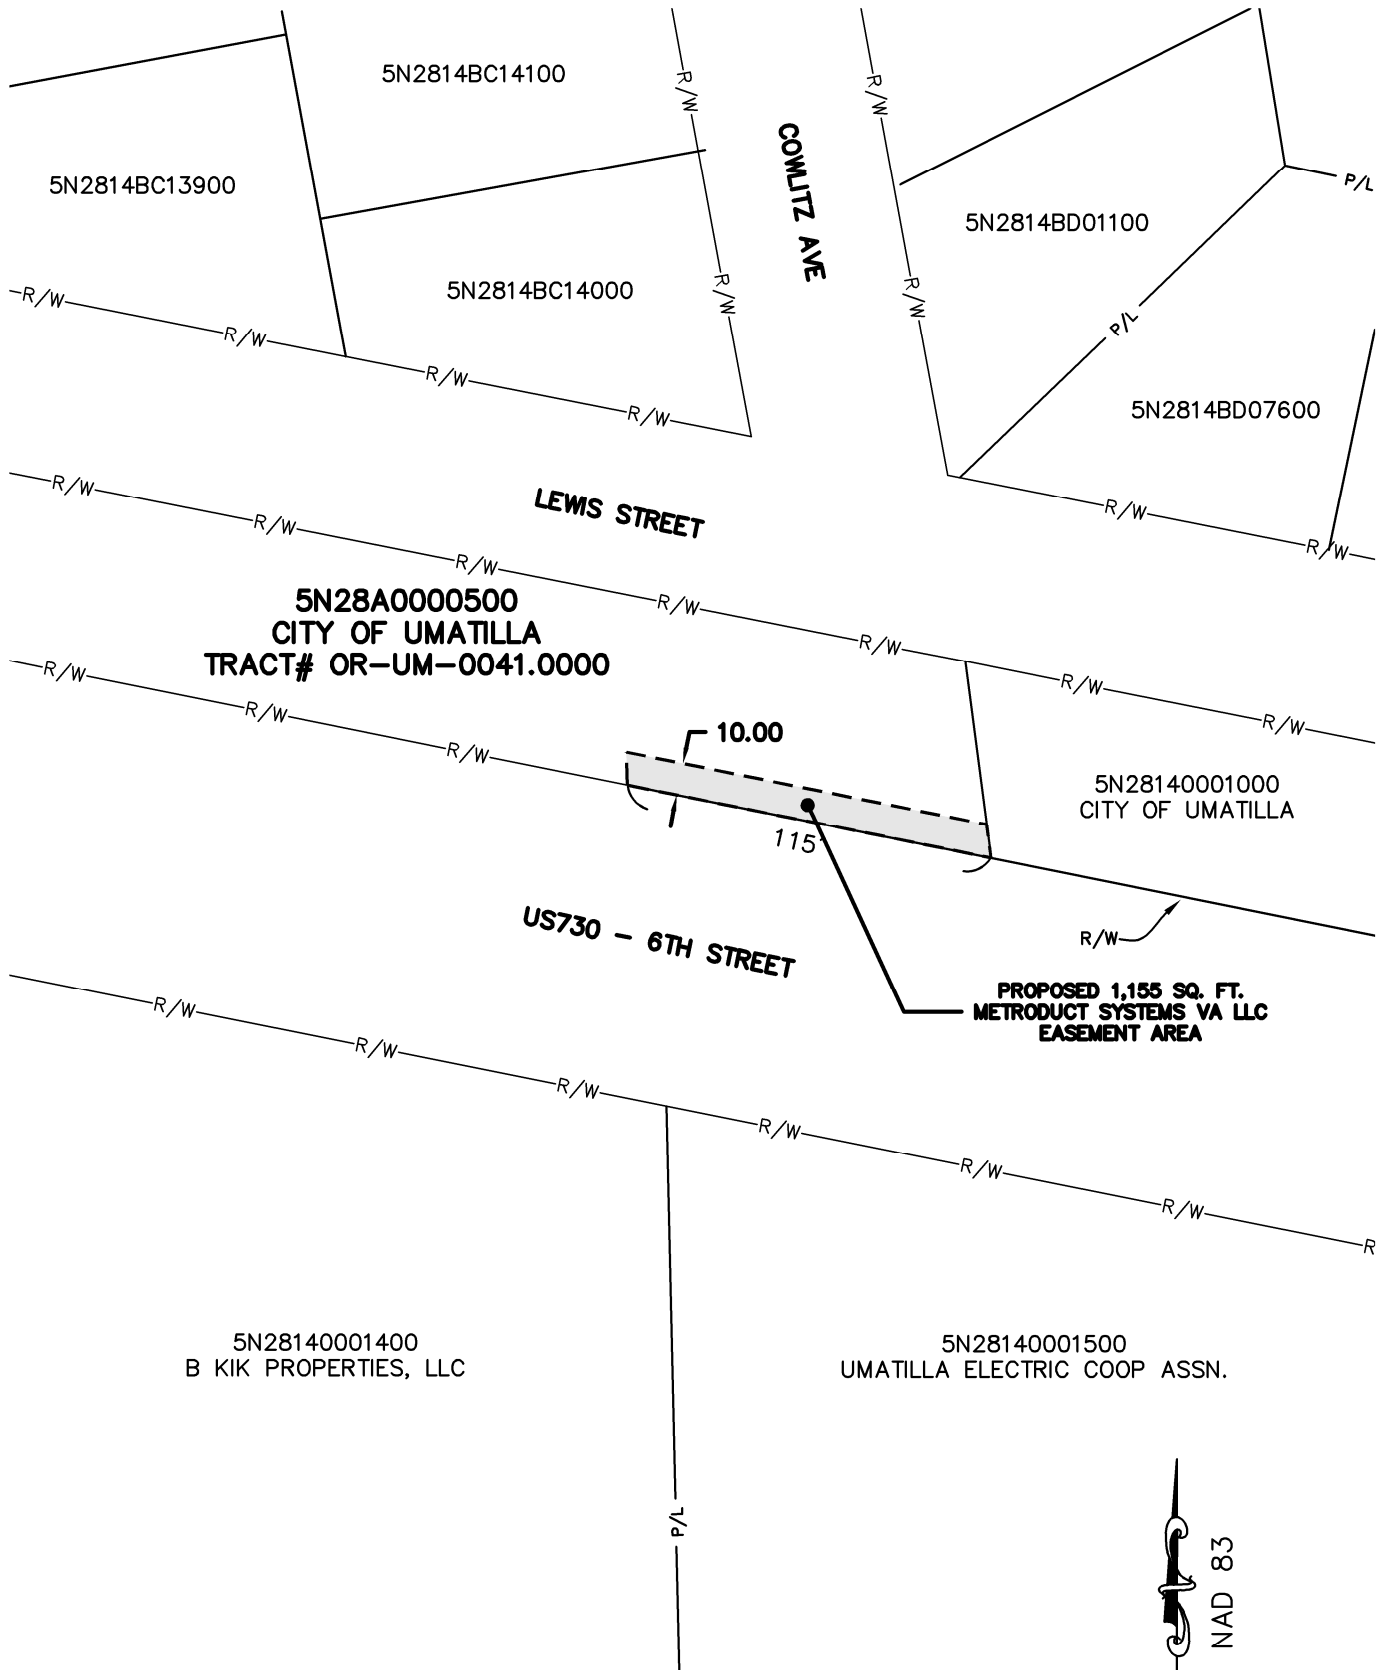 5N2814BC14100
R/W
R/W
COWLITZ AVE
5N2814BC13900
P/L
5N2814BD01100
5N2814BC14000
R/W
R/W
R/W
R/W
P/L
R/W
R/W
5N2814BD07600
R/W
LEWIS STREET
R/W
R/W
R/W
R/W
5N28A0000500
CITY OF UMATILLA
TRACT# OR-UM-0041.0000
R/W
R/W
R/W
R/W
R/W
R/W
R/W
10.00
5N28140001000
CITY OF UMATILLA
115'
US730 - 6TH STREET
R/W
PROPOSED 1,155 SQ. FT.
METRODUCT SYSTEMS VA LLC
EASEMENT AREA
R/W
R/W
R/W
R/W
R/W
R/W
R
5N28140001400
B KIK PROPERTIES, LLC
5N28140001500
UMATILLA ELECTRIC COOP ASSN.
P/L
NAD 83